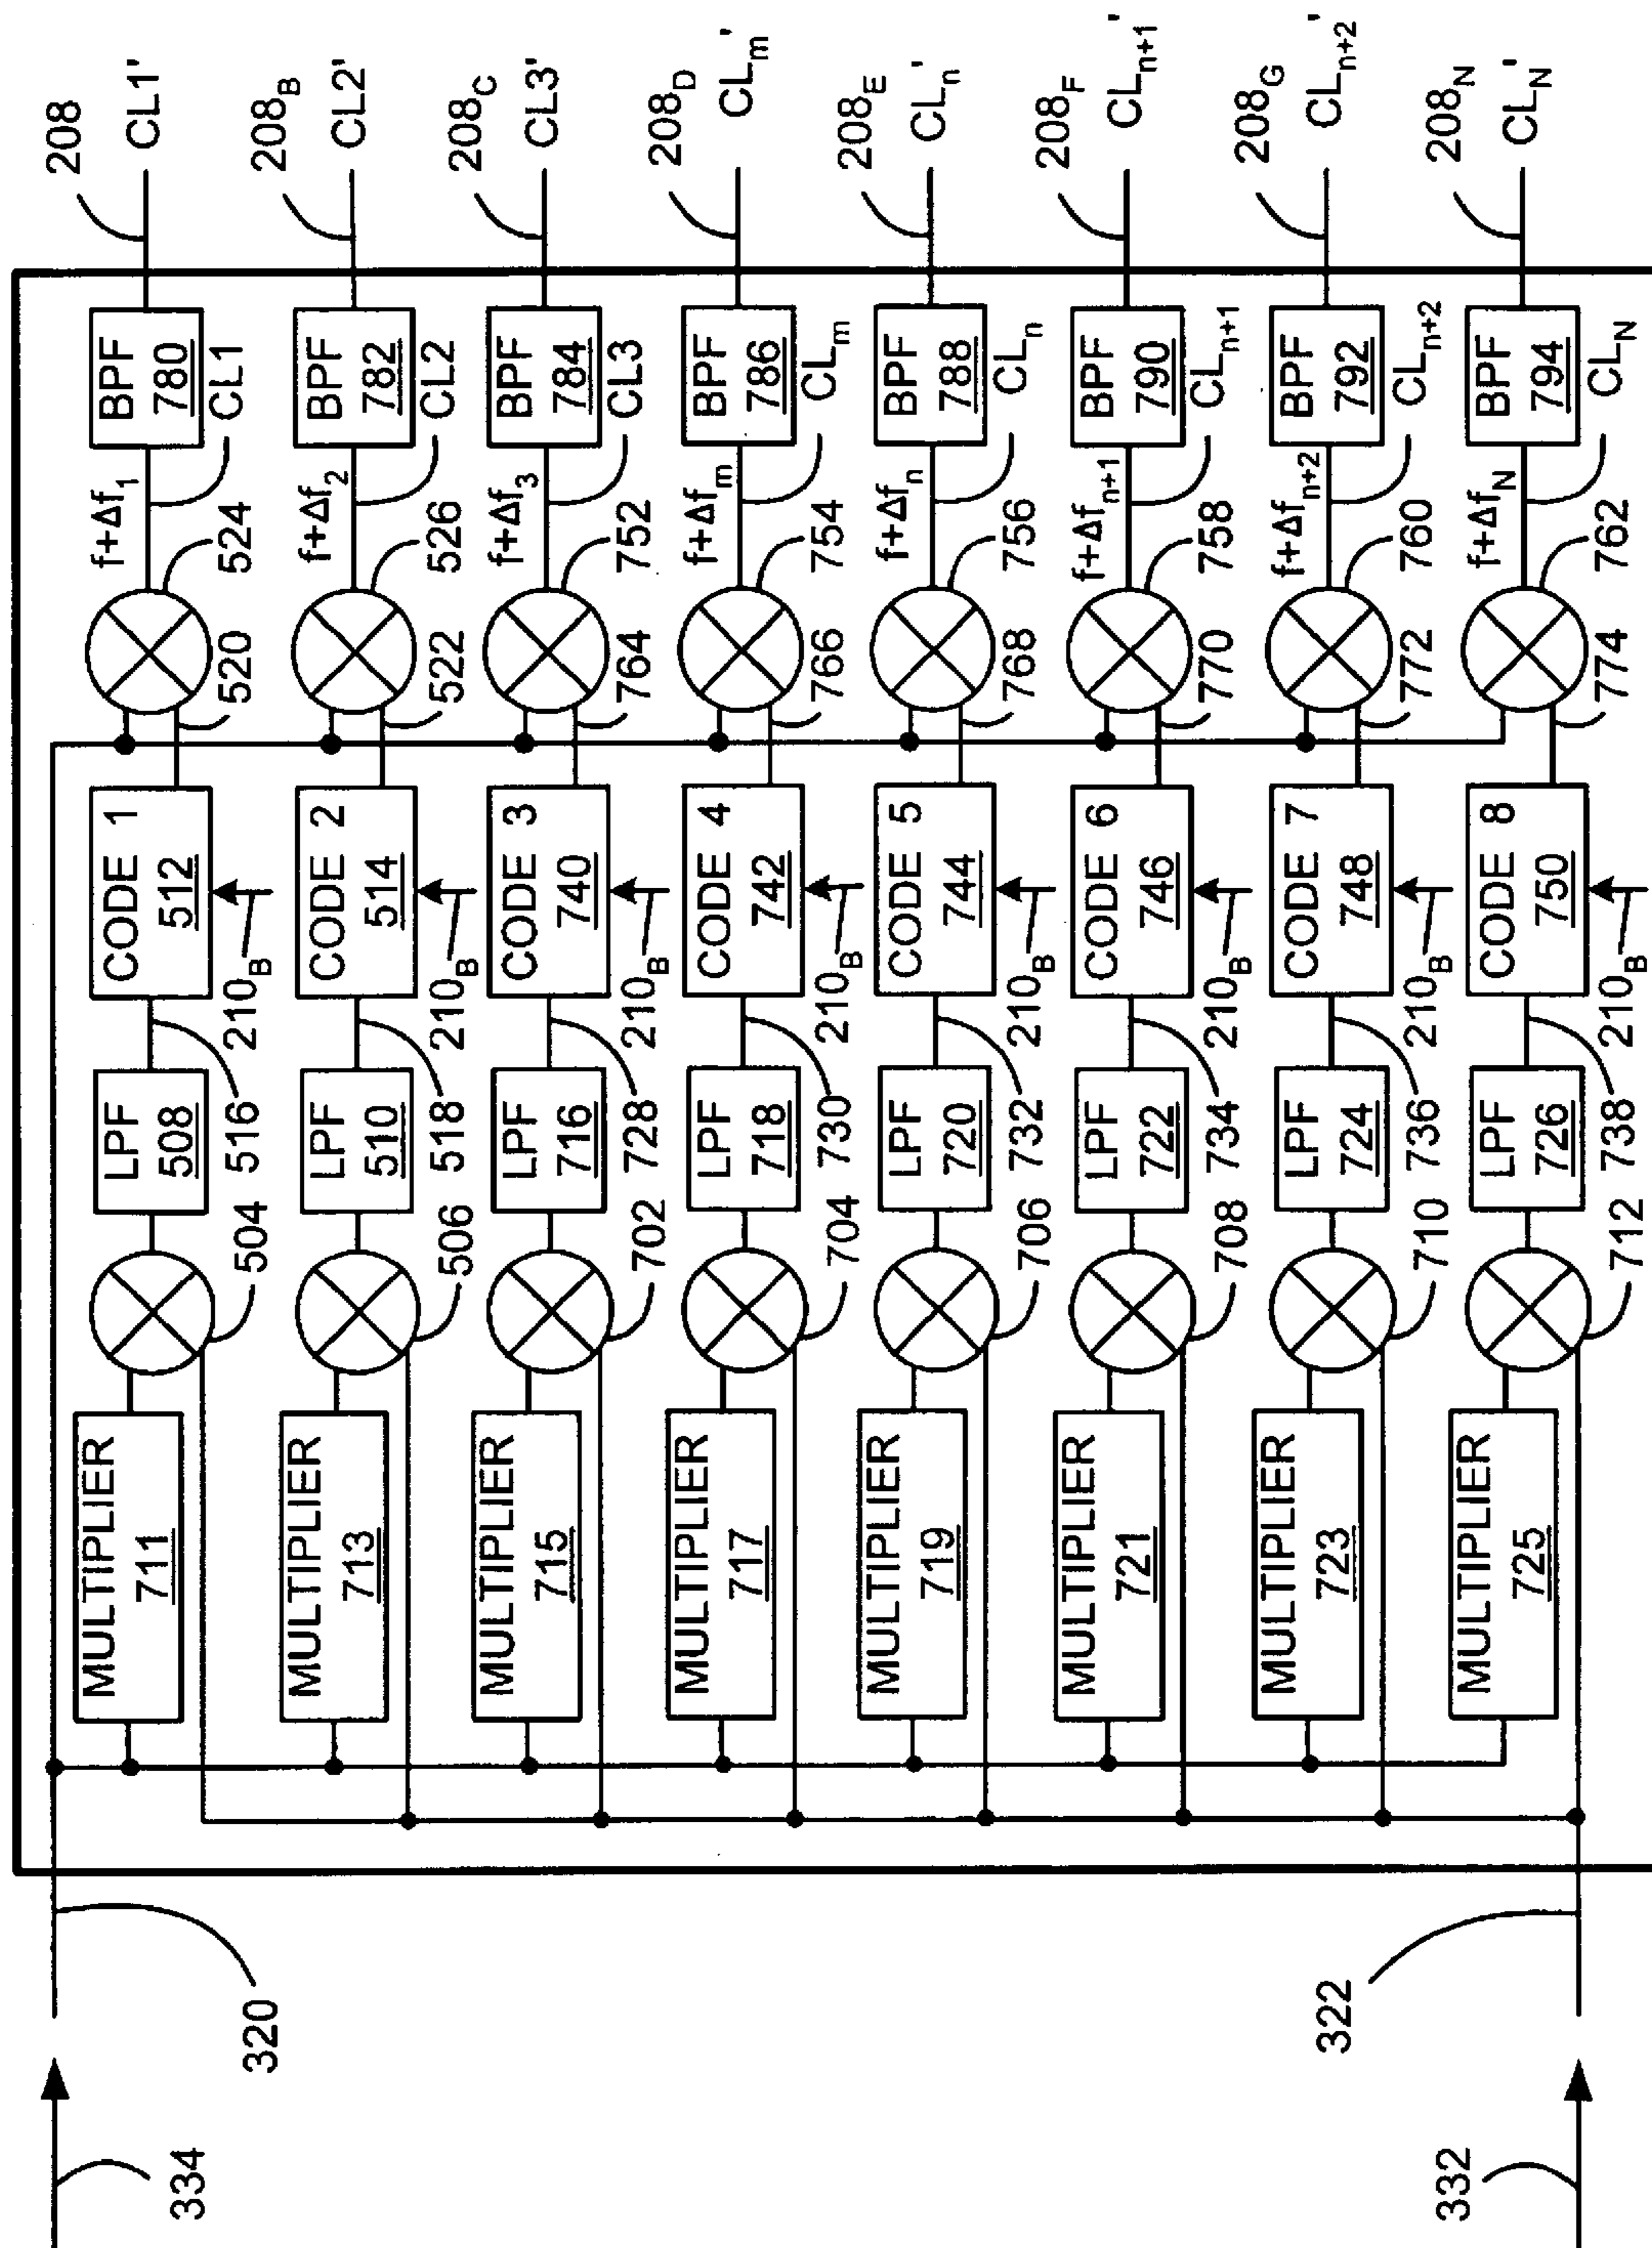 334
320
MULTIPLIER
711
504
LPF
508
516
CODE 1
512
210B
520
524
f+Δf1
BPF
780
CL1
208
CL1'
MULTIPLIER
713
506
LPF
510
518
CODE 2
514
210B
522
526
f+Δf2
BPF
782
CL2
208B
CL2'
MULTIPLIER
715
702
LPF
716
728
CODE 3
740
210B
764
752
f+Δf3
BPF
784
CL3
208C
CL3'
MULTIPLIER
717
704
LPF
718
730
CODE 4
742
210B
766
754
f+Δfm
BPF
786
CLm
208D
CLm'
MULTIPLIER
719
706
LPF
720
732
CODE 5
744
210B
768
756
f+Δfn
BPF
788
CLn
208E
CLn'
MULTIPLIER
721
708
LPF
722
734
CODE 6
746
210B
770
758
f+Δfn+1
BPF
790
CLn+1
208F
CLn+1'
MULTIPLIER
723
710
LPF
724
736
CODE 7
748
210B
772
760
f+Δfn+2
BPF
792
CLn+2
208G
CLn+2'
MULTIPLIER
725
712
LPF
726
738
CODE 8
750
210B
774
762
f+ΔfN
BPF
794
CLN
208N
CLN'
332
322